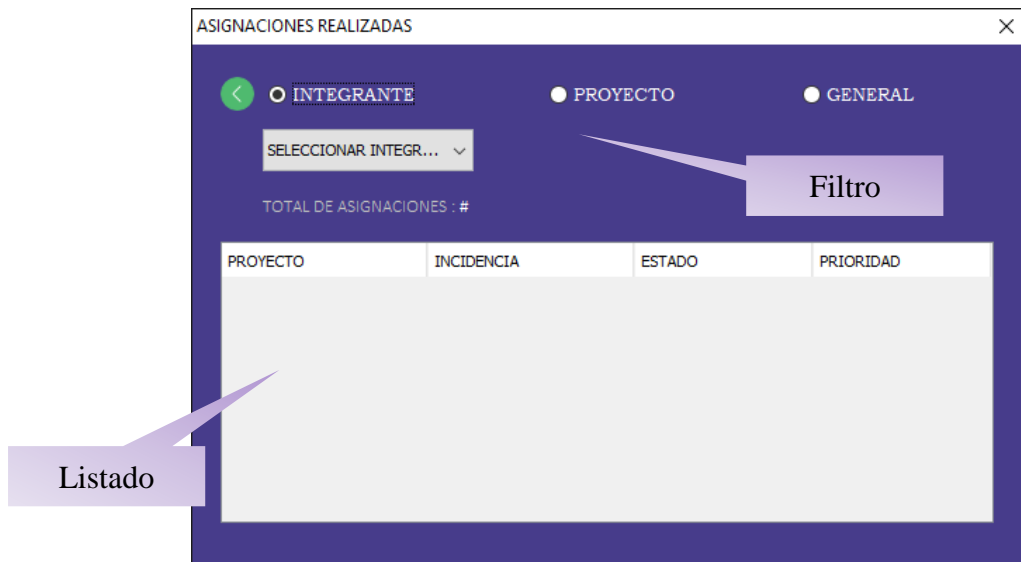 ASIGNACIONES REALIZADAS
INTEGRANTE PROYECTO GENERAL
SELECCIONAR INTEGR...
Filtro
TOTAL DE ASIGNACIONES : #
PROYECTO INCIDENCIA ESTADO PRIORIDAD
Listado